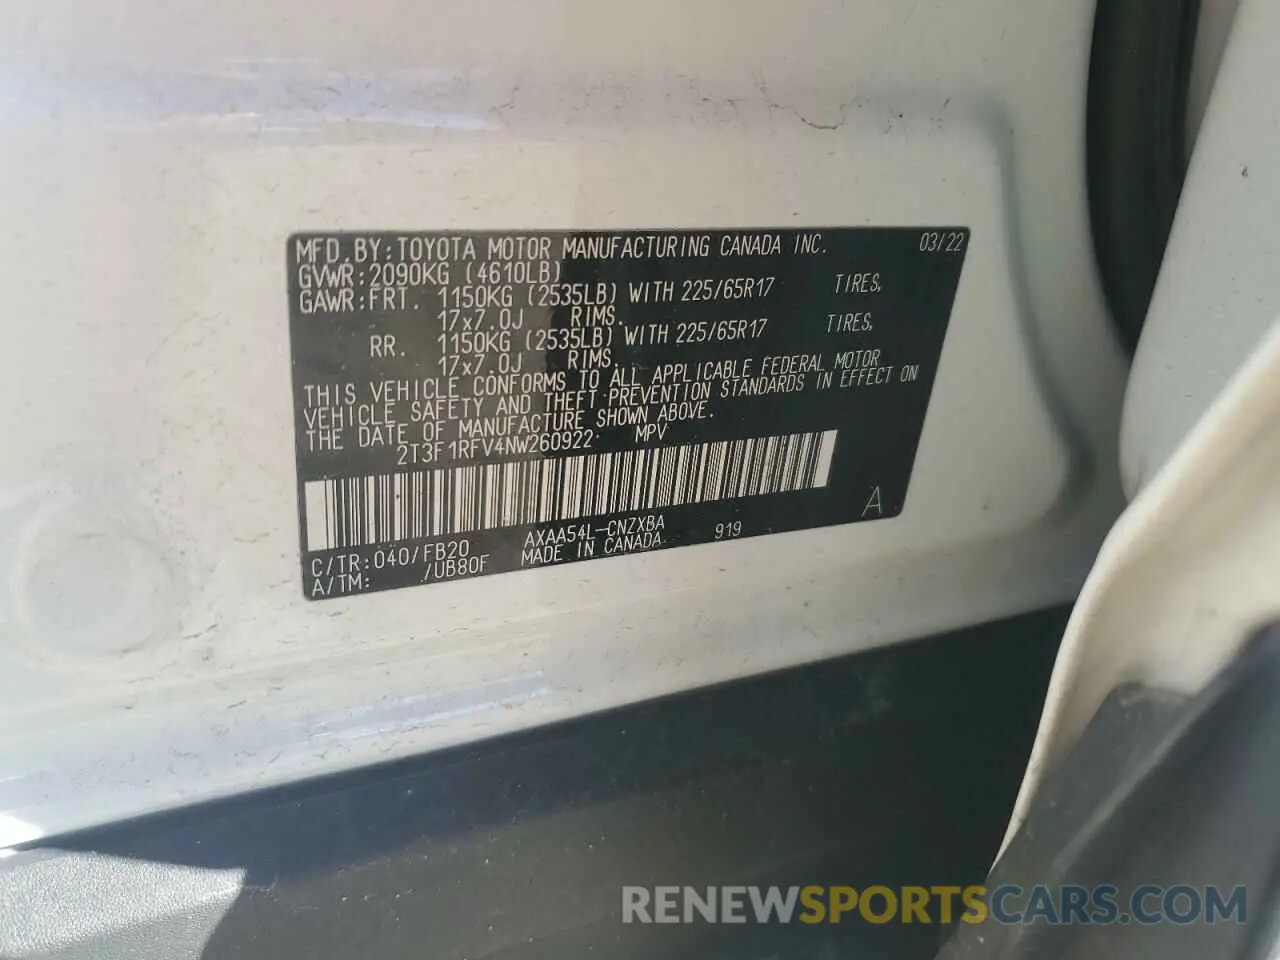 MFD.BY:TOYOTA MOTOR MANUFACTURING CANADA INC. 03/22
GVWR:2090KG (4610LB)
GAWR:FRT. 1150KG (2535LB) WITH 225/65R17 TIRES,
17x7.0J RIMS.
RR. 1150KG (2535LB) WITH 225/65R17 TIRES,
17x7.0J RIMS.
THIS VEHICLE CONFORMS TO ALL APPLICABLE FEDERAL MOTOR
VEHICLE SAFETY AND THEFT PREVENTION STANDARDS IN EFFECT ON
THE DATE OF MANUFACTURE SHOWN ABOVE.
2T3F1RFV4NW260922 MPV
A
C/TR:040/FB20 AXAA54L-CNZXBA 919
A/TM: /UB80F MADE IN CANADA
RENEWSPORTSCARS.COM